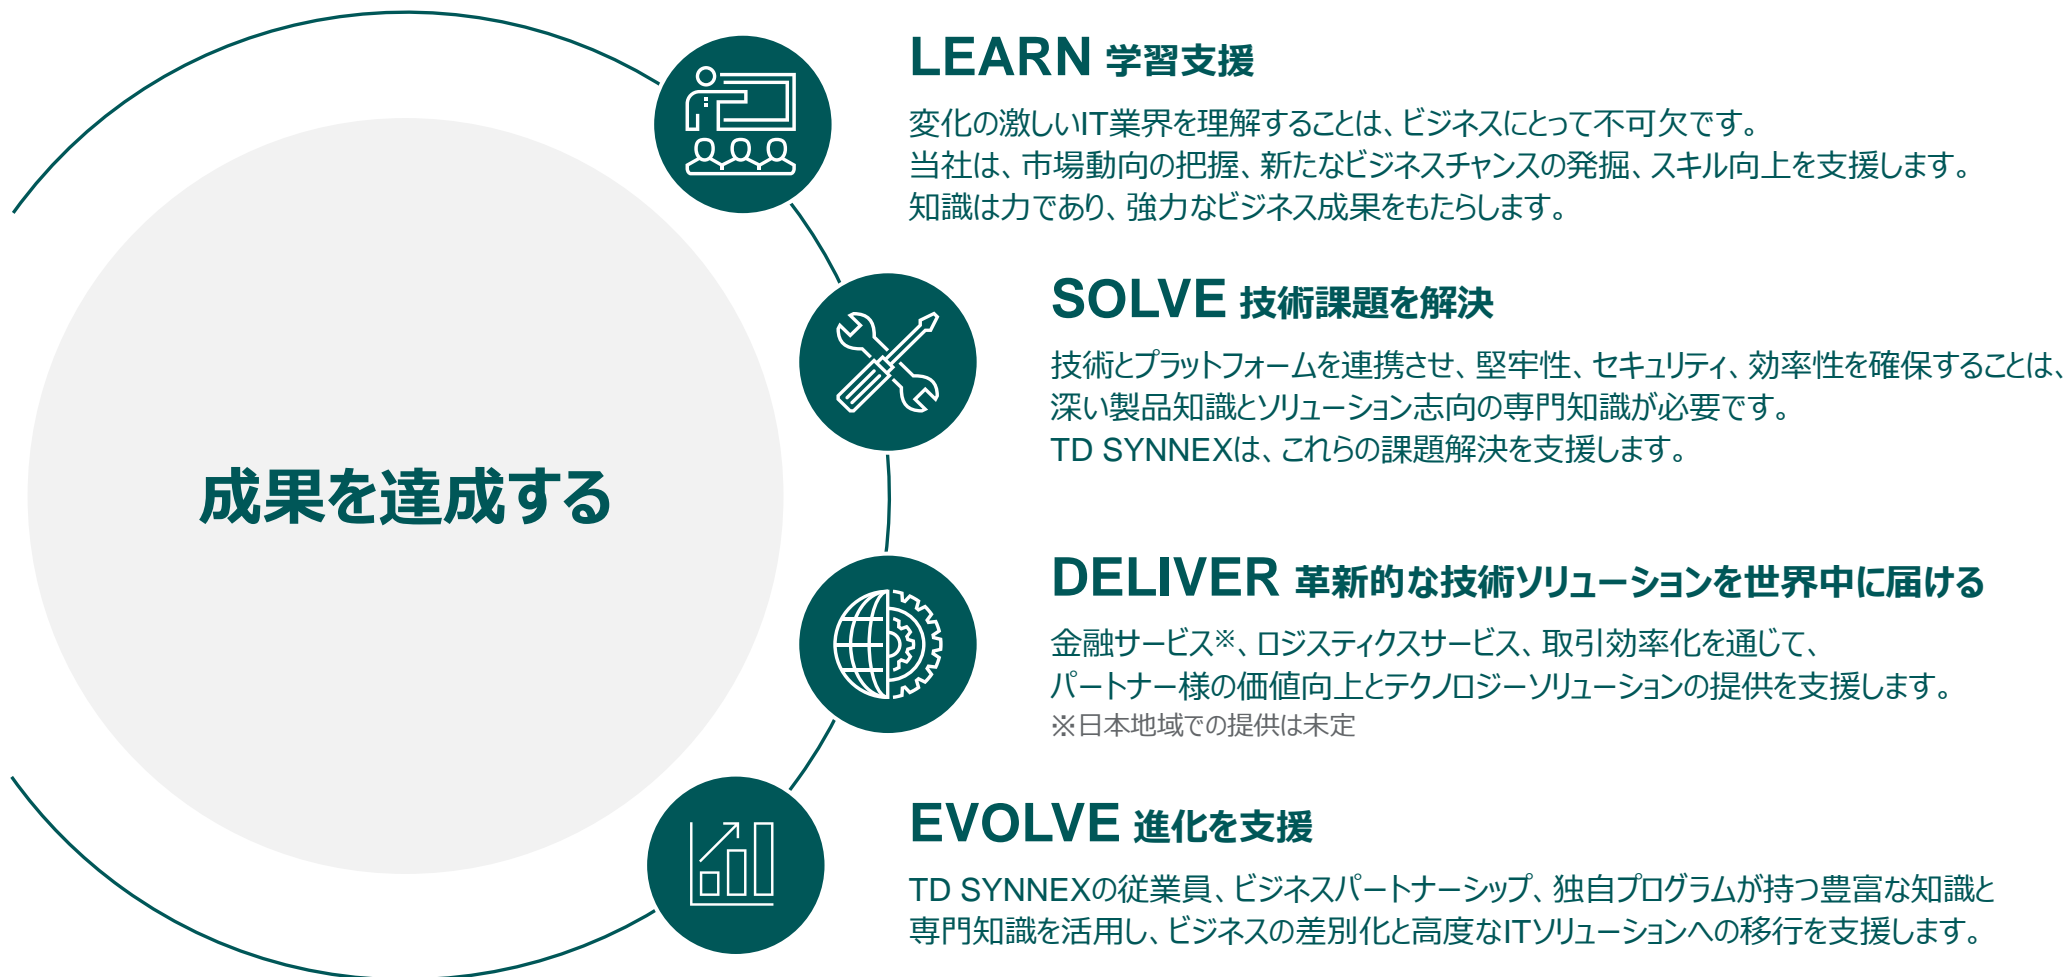 成果を達成する
LEARN 学習支援
変化の激しいIT業界を理解することは、ビジネスにとって不可欠です。
当社は、市場動向の把握、新たなビジネスチャンスの発掘、スキル向上を支援します。
知識は力であり、強力なビジネス成果をもたらします。
SOLVE 技術課題を解決
技術とプラットフォームを連携させ、堅牢性、セキュリティ、効率性を確保することは、
深い製品知識とソリューション志向の専門知識が必要です。
TD SYNNEXは、これらの課題解決を支援します。
DELIVER 革新的な技術ソリューションを世界中に届ける
金融サービス※、ロジスティクスサービス、取引効率化を通じて、
パートナー様の価値向上とテクノロジーソリューションの提供を支援します。
※日本地域での提供は未定
EVOLVE 進化を支援
TD SYNNEXの従業員、ビジネスパートナーシップ、独自プログラムが持つ豊富な知識と
専門知識を活用し、ビジネスの差別化と高度なITソリューションへの移行を支援します。